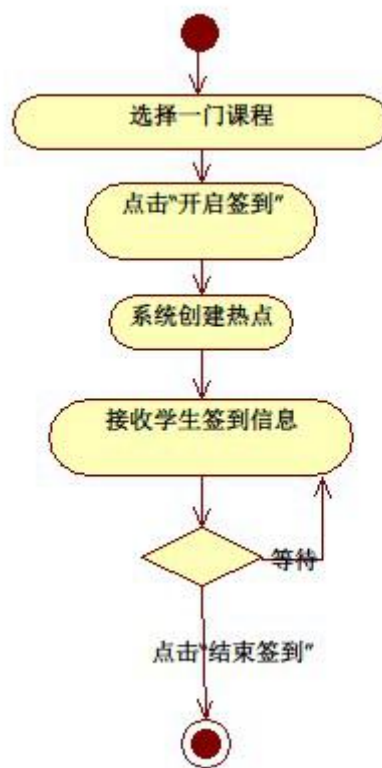 选择一门课程
点击“开启签到”
系统创建热点
接收学生签到信息
等待
点击“结束签到”